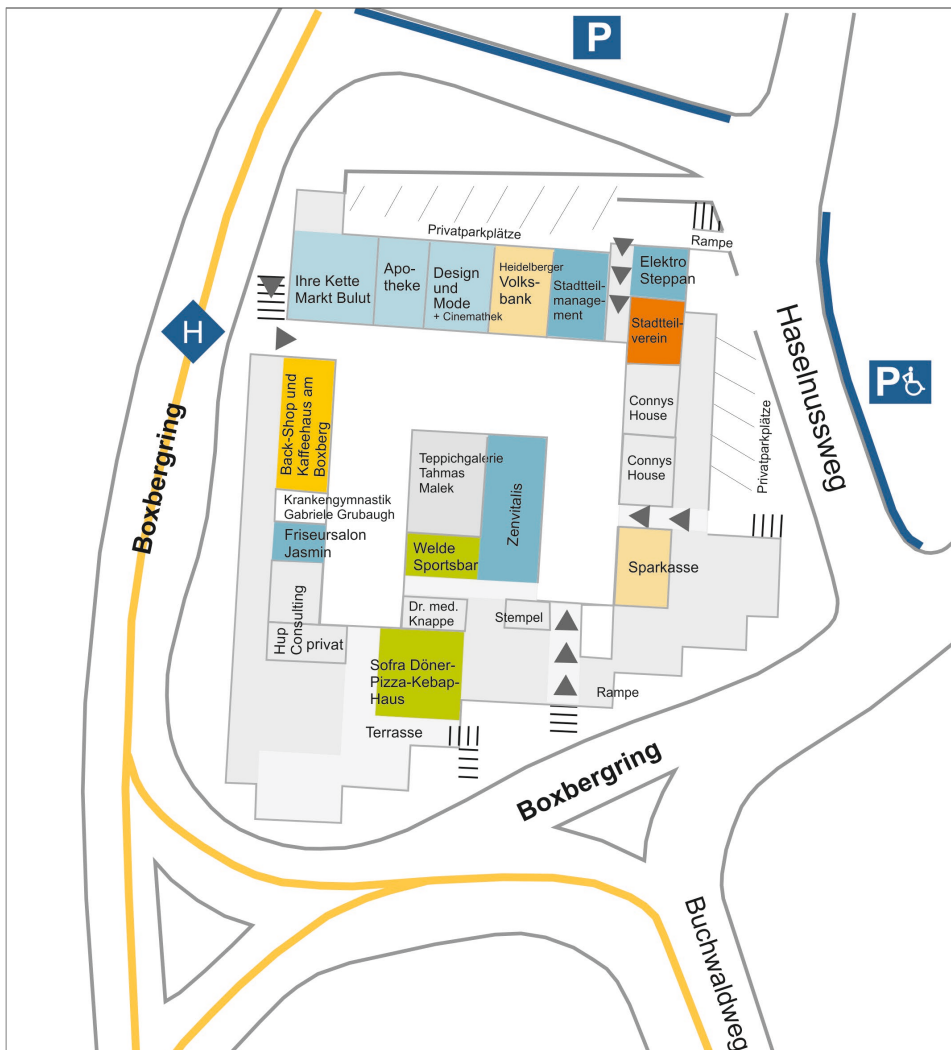 P
Privatparkplätze
Rampe
Ihre Kette
Markt Bulut
Apo-
theke
Design
und
Mode
+ Cinemathek
Heidelberger
Volks-
bank
Stadtteil-
manage-
ment
Elektro
Steppan
Stadtteil-
verein
H
Haselnussweg
P
Boxbergring
Back-Shop und
Kaffeehaus am
Boxberg
Connys
House
Connys
House
Privatparkplätze
Teppichgalerie
Tahmas
Malek
Zenvitalis
Krankengymnastik
Gabriele Grubaugh
Friseursalon
Jasmin
Welde
Sportsbar
Sparkasse
Hup
Consulting
privat
Dr. med.
Knappe
Stempel
Sofra Döner-
Pizza-Kebap-
Haus
Rampe
Terrasse
Boxbergring
Buchwaldweg